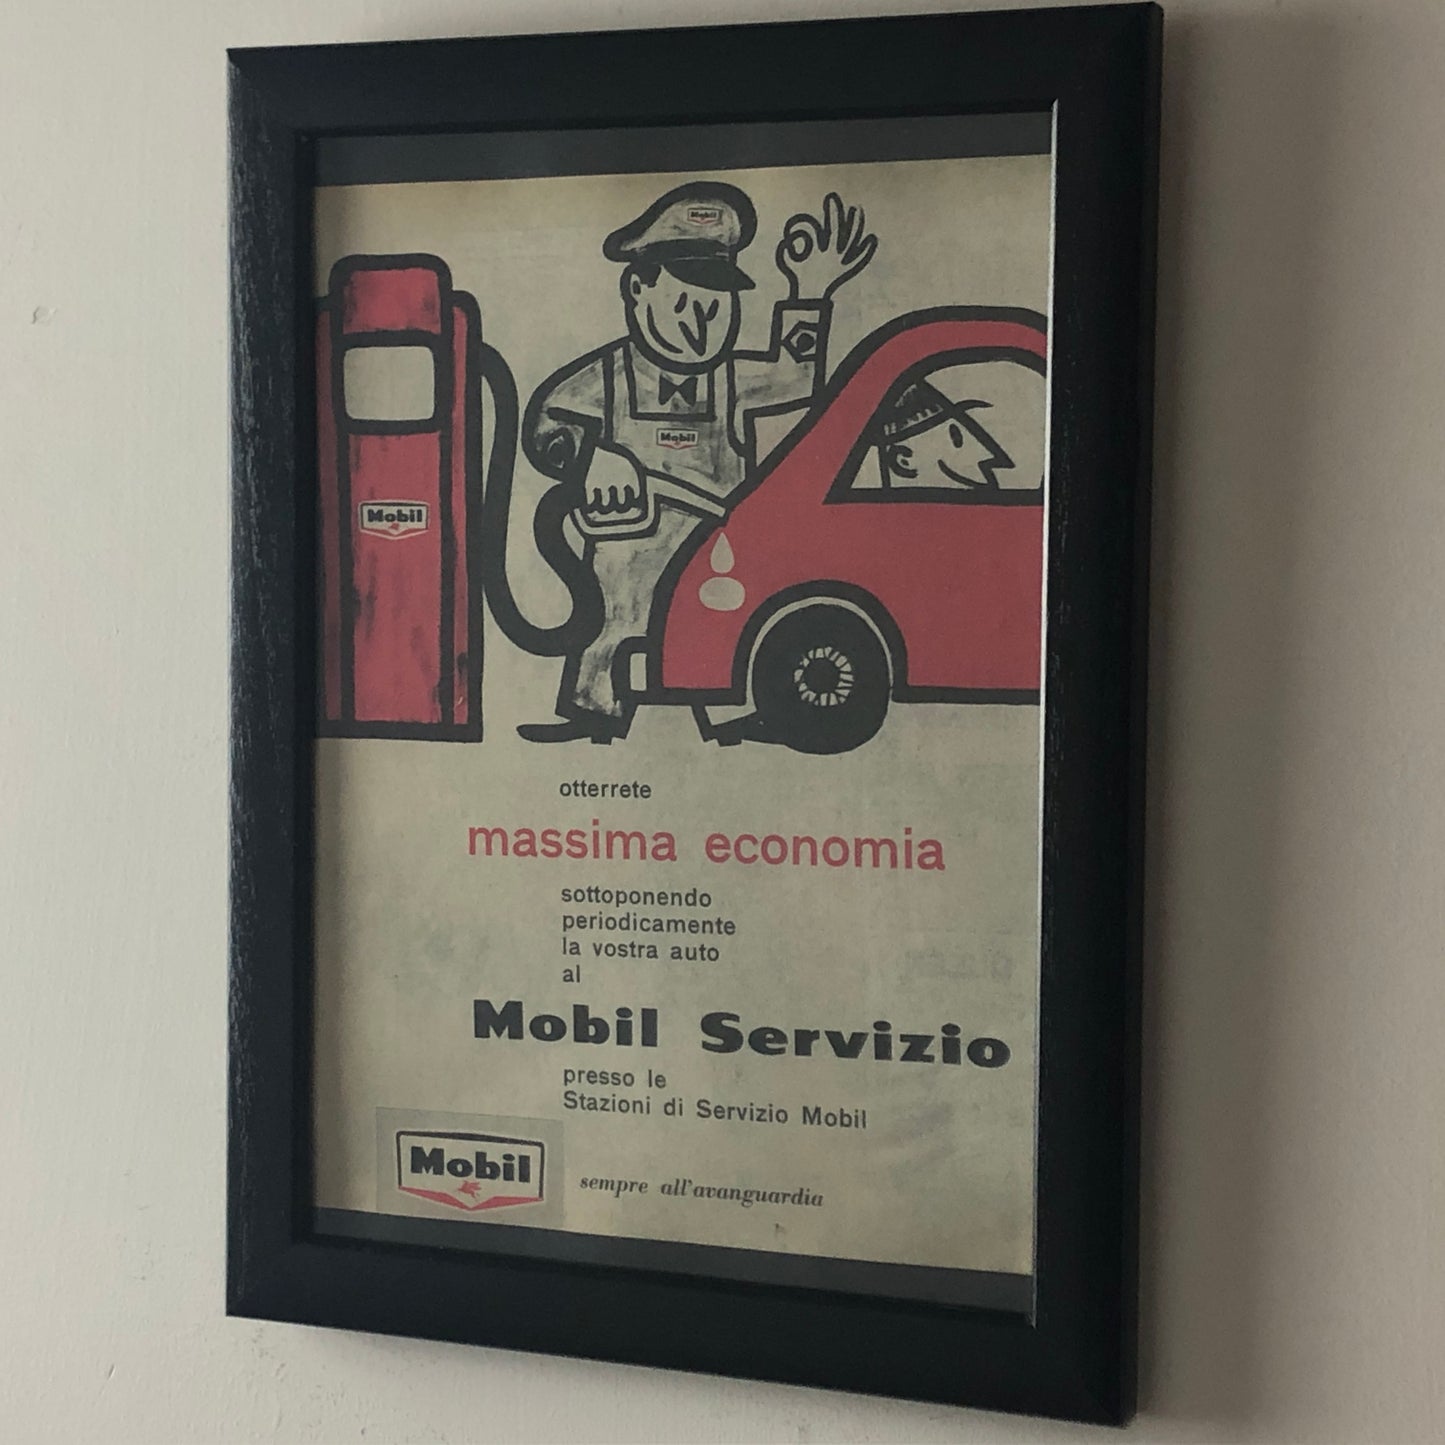 Mobil
Mobil
Mobil
otterrete
massima economia
sottoponendo
periodicamente
la vostra auto
al
Mobil Servizio
presso le
Stazioni di Servizio Mobil
Mobil
sempre all'avanguardia